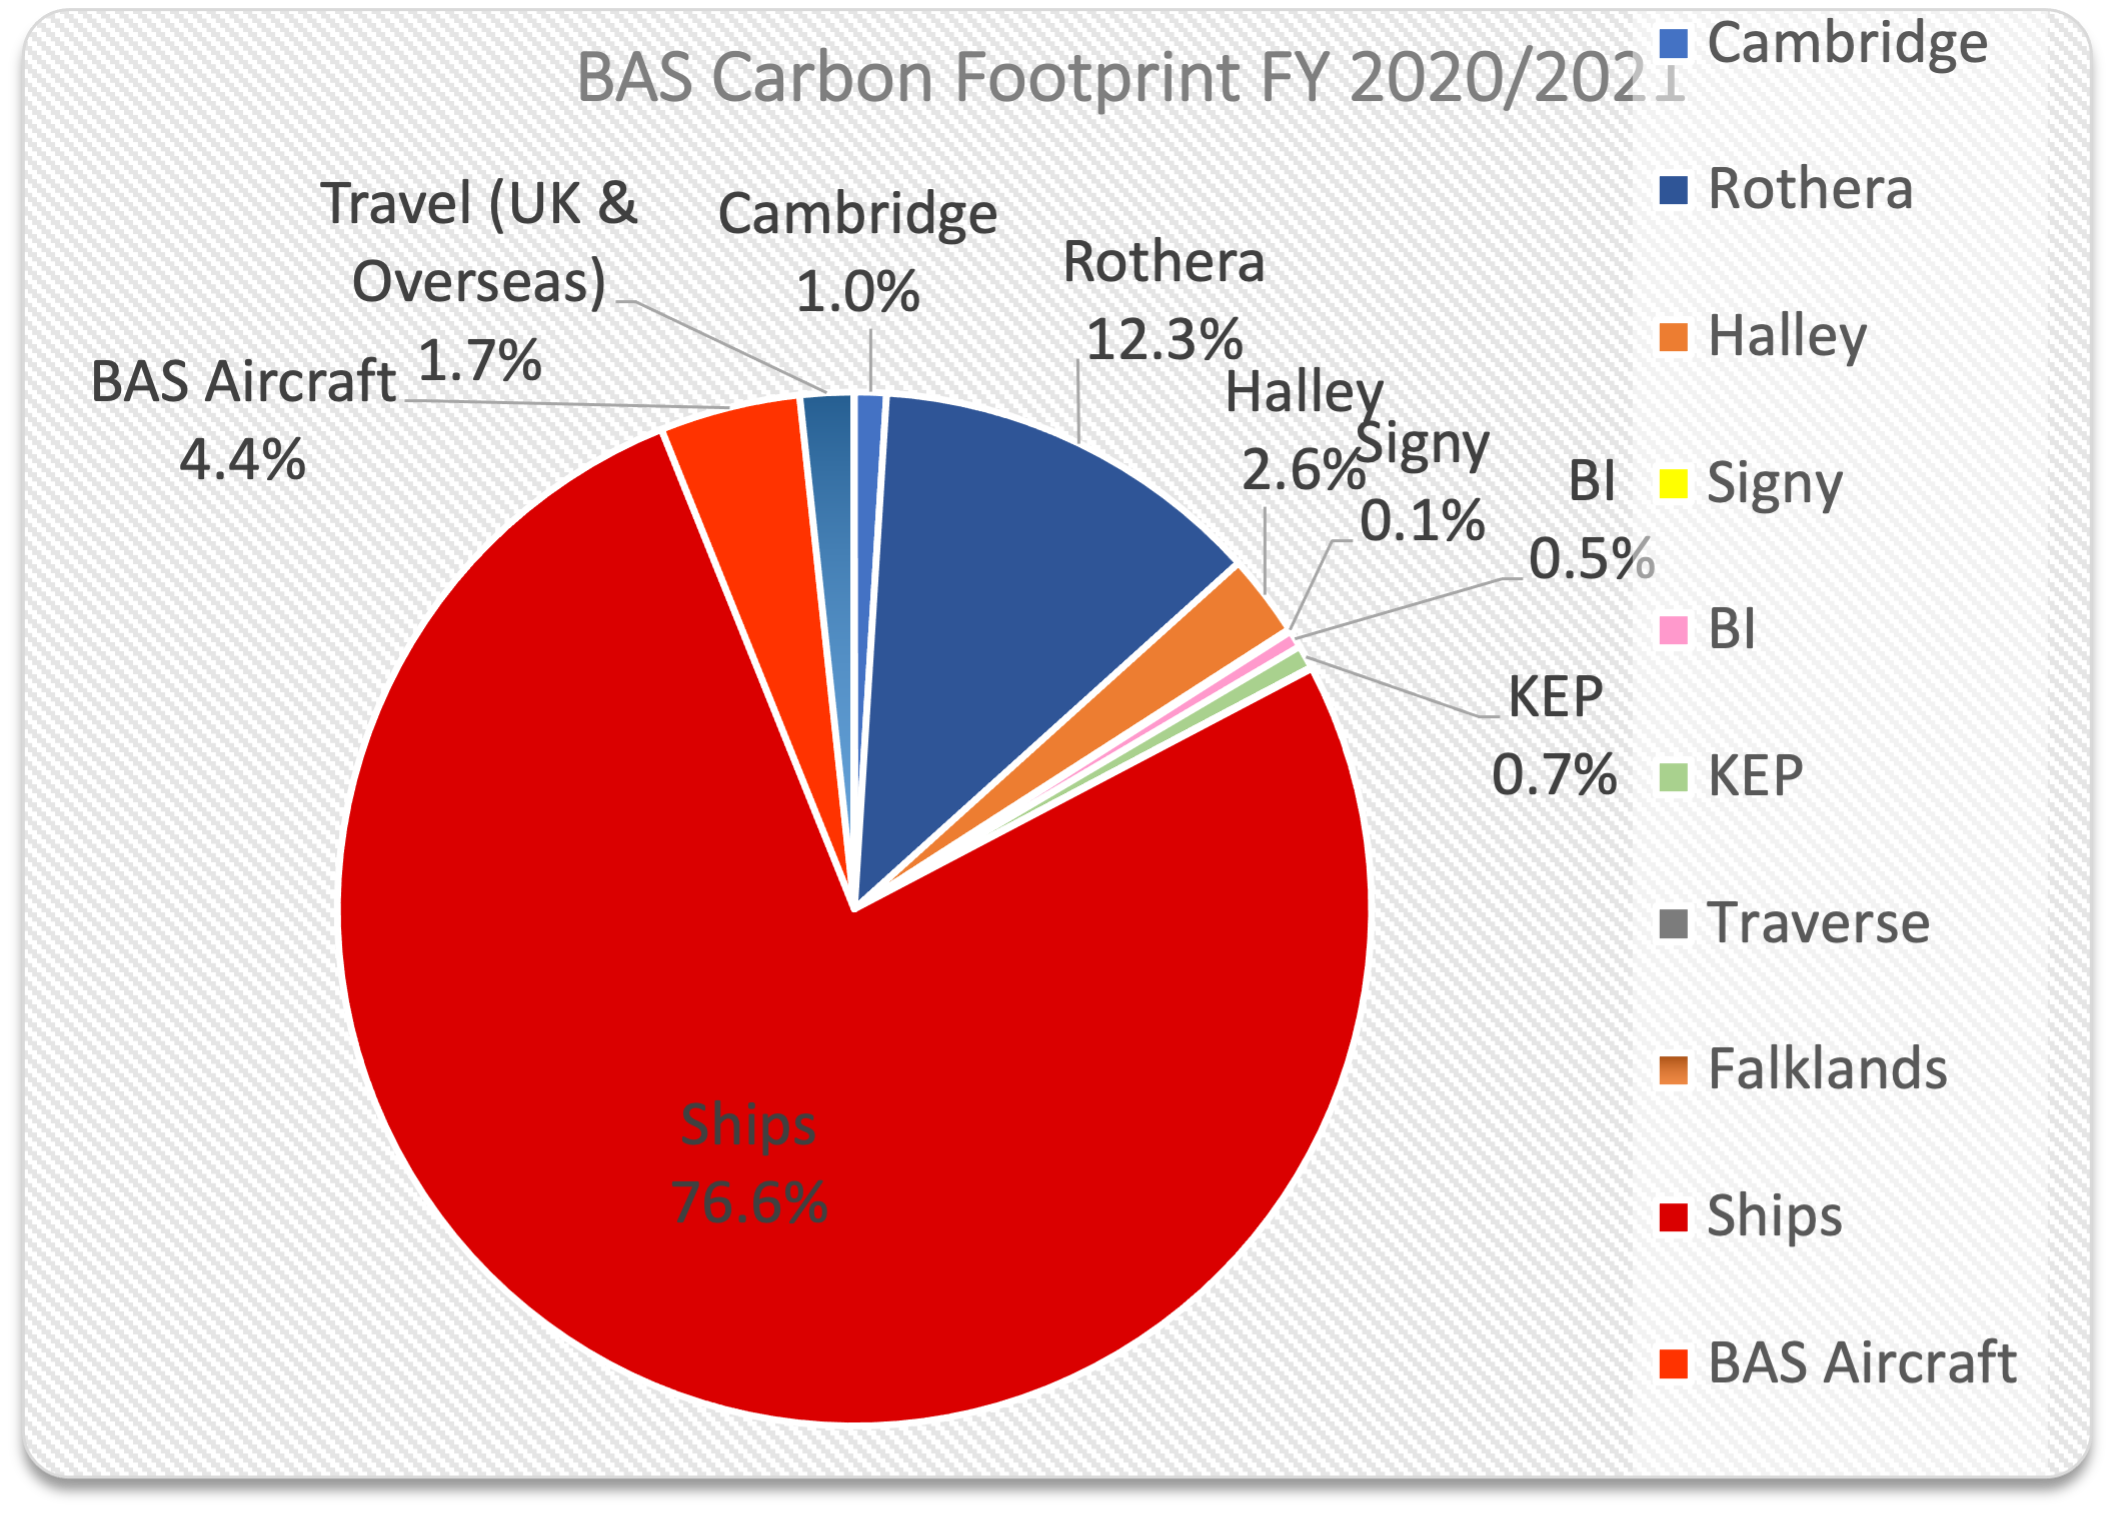 BAS Carbon Footprint FY 2020/2021
Travel (UK &
Overseas)
1.7%
Cambridge
1.0%
Rothera
12.3%
Halley
2.6%
Signy
0.1%
BI
0.5%
KEP
0.7%
BAS Aircraft
4.4%
Ships
76.6%
Cambridge
Rothera
Halley
Signy
BI
KEP
Traverse
Falklands
Ships
BAS Aircraft